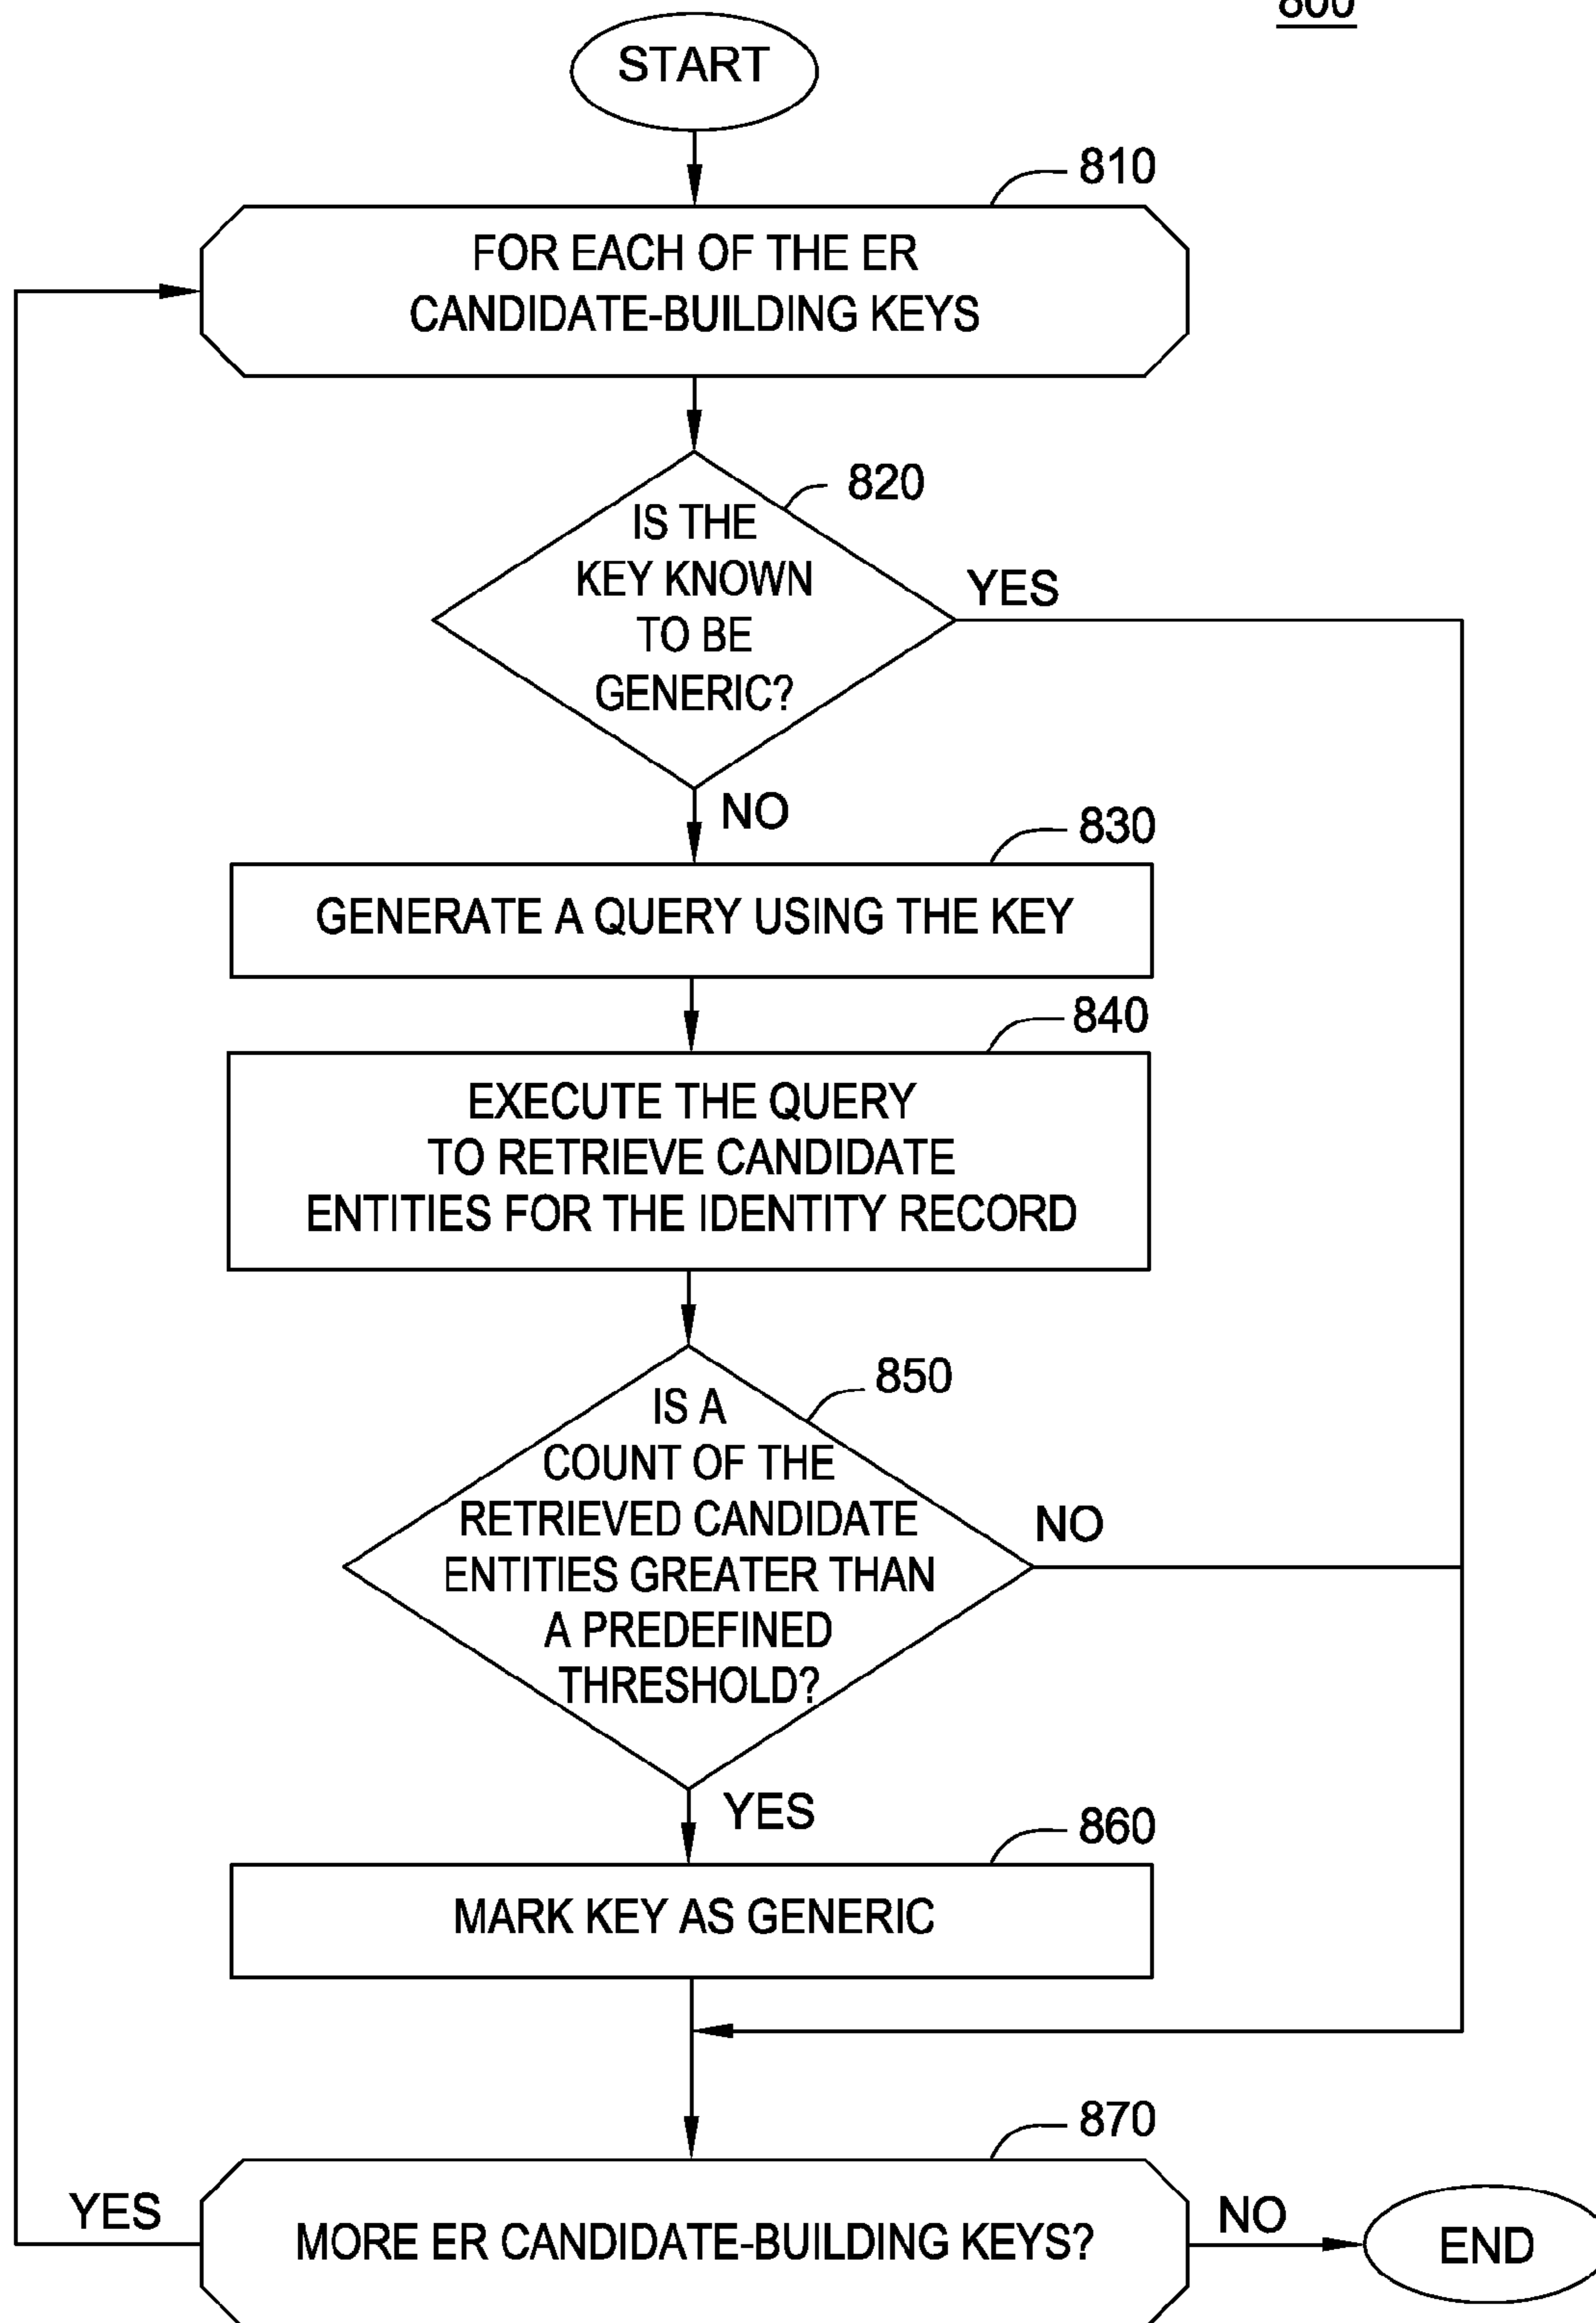 800
START
810
FOR EACH OF THE ER
CANDIDATE-BUILDING KEYS
820
IS THE
KEY KNOWN
TO BE
GENERIC?
YES
NO
830
GENERATE A QUERY USING THE KEY
840
EXECUTE THE QUERY
TO RETRIEVE CANDIDATE
ENTITIES FOR THE IDENTITY RECORD
850
IS A
COUNT OF THE
RETRIEVED CANDIDATE
ENTITIES GREATER THAN
A PREDEFINED
THRESHOLD?
NO
YES
860
MARK KEY AS GENERIC
870
YES
MORE ER CANDIDATE-BUILDING KEYS?
NO
END